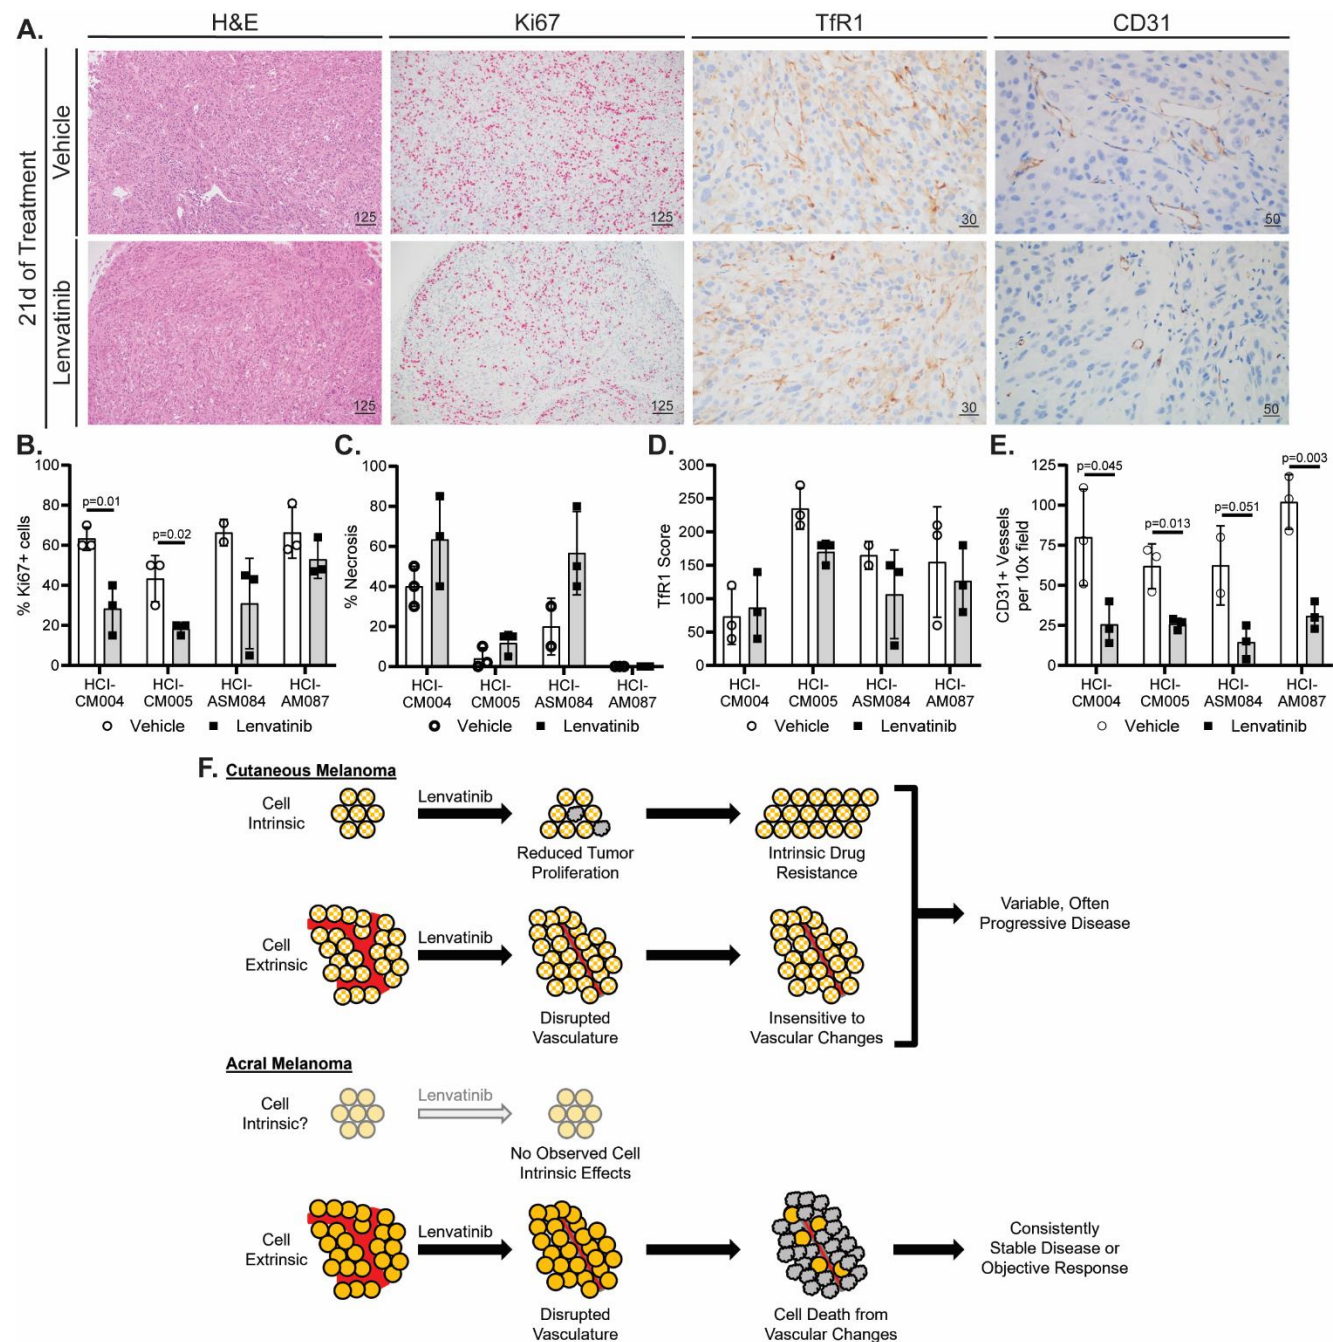 A.
H&E
Ki67
TfR1
CD31
21d of Treatment
Vehicle
125
125
30
50
Lenvatinib
125
125
30
50
B.
% Ki67+ cells
100
80
60
40
20
0
p=0.01
p=0.02
HCI-
CM004
HCI-
CM005
HCI-
ASM084
HCI-
AM087
Vehicle
Lenvatinib
C.
% Necrosis
100
80
60
40
20
0
HCI-
CM004
HCI-
CM005
HCI-
ASM084
HCI-
AM087
Vehicle
Lenvatinib
D.
TfR1 Score
300
250
200
150
100
50
0
HCI-
CM004
HCI-
CM005
HCI-
ASM084
HCI-
AM087
Vehicle
Lenvatinib
E.
CD31+ Vessels
per 10x field
125
100
75
50
25
0
p=0.045
p=0.013
p=0.051
p=0.003
HCI-
CM004
HCI-
CM005
HCI-
ASM084
HCI-
AM087
Vehicle
Lenvatinib
F.
Cutaneous Melanoma
Cell
Intrinsic
Lenvatinib
Reduced Tumor
Proliferation
Intrinsic Drug
Resistance
Cell
Extrinsic
Lenvatinib
Disrupted
Vasculature
Insensitive to
Vascular Changes
Variable, Often
Progressive Disease
Acral Melanoma
Cell
Intrinsic?
Lenvatinib
No Observed Cell
Intrinsic Effects
Cell
Extrinsic
Lenvatinib
Disrupted
Vasculature
Cell Death from
Vascular Changes
Consistently
Stable Disease or
Objective Response